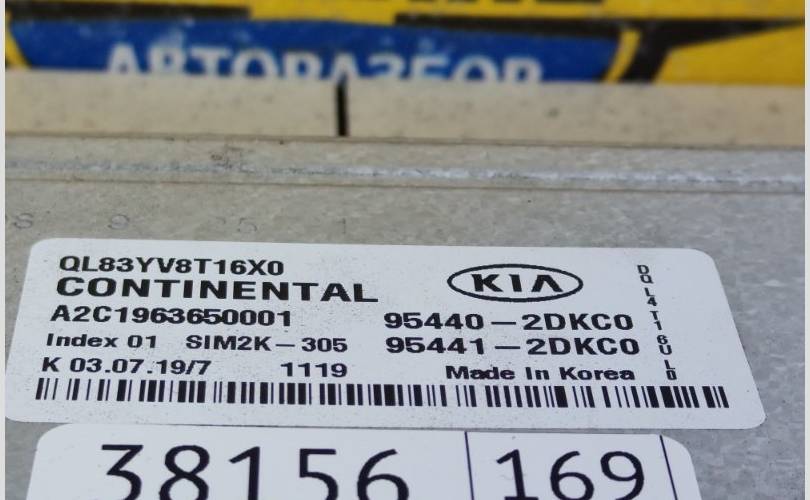 АВТОРАЗБОР
QL83YV8T16X0
CONTINENTAL
KIA
A2C1963650001
95440-2DKC0
Index 01 SIM2K-305
95441-2DKC0
K 03.07.19/7 1119
Made In Korea
38156
169